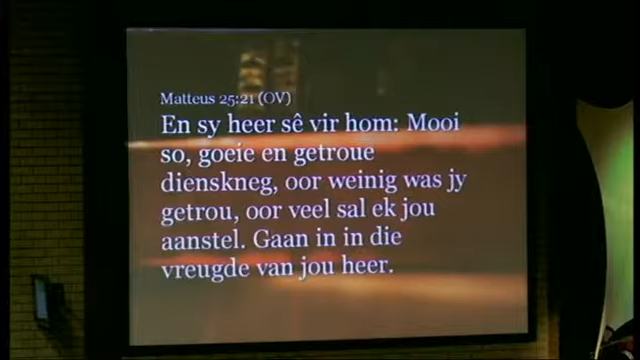 Matteus 25:21 (OV)
En sy heer sê vir hom: Mooi
so, goeie en getroue
dienskneg, oor weinig was jy
getrou, oor veel sal ek jou
aanstel. Gaan in in die
vreugde van jou heer.